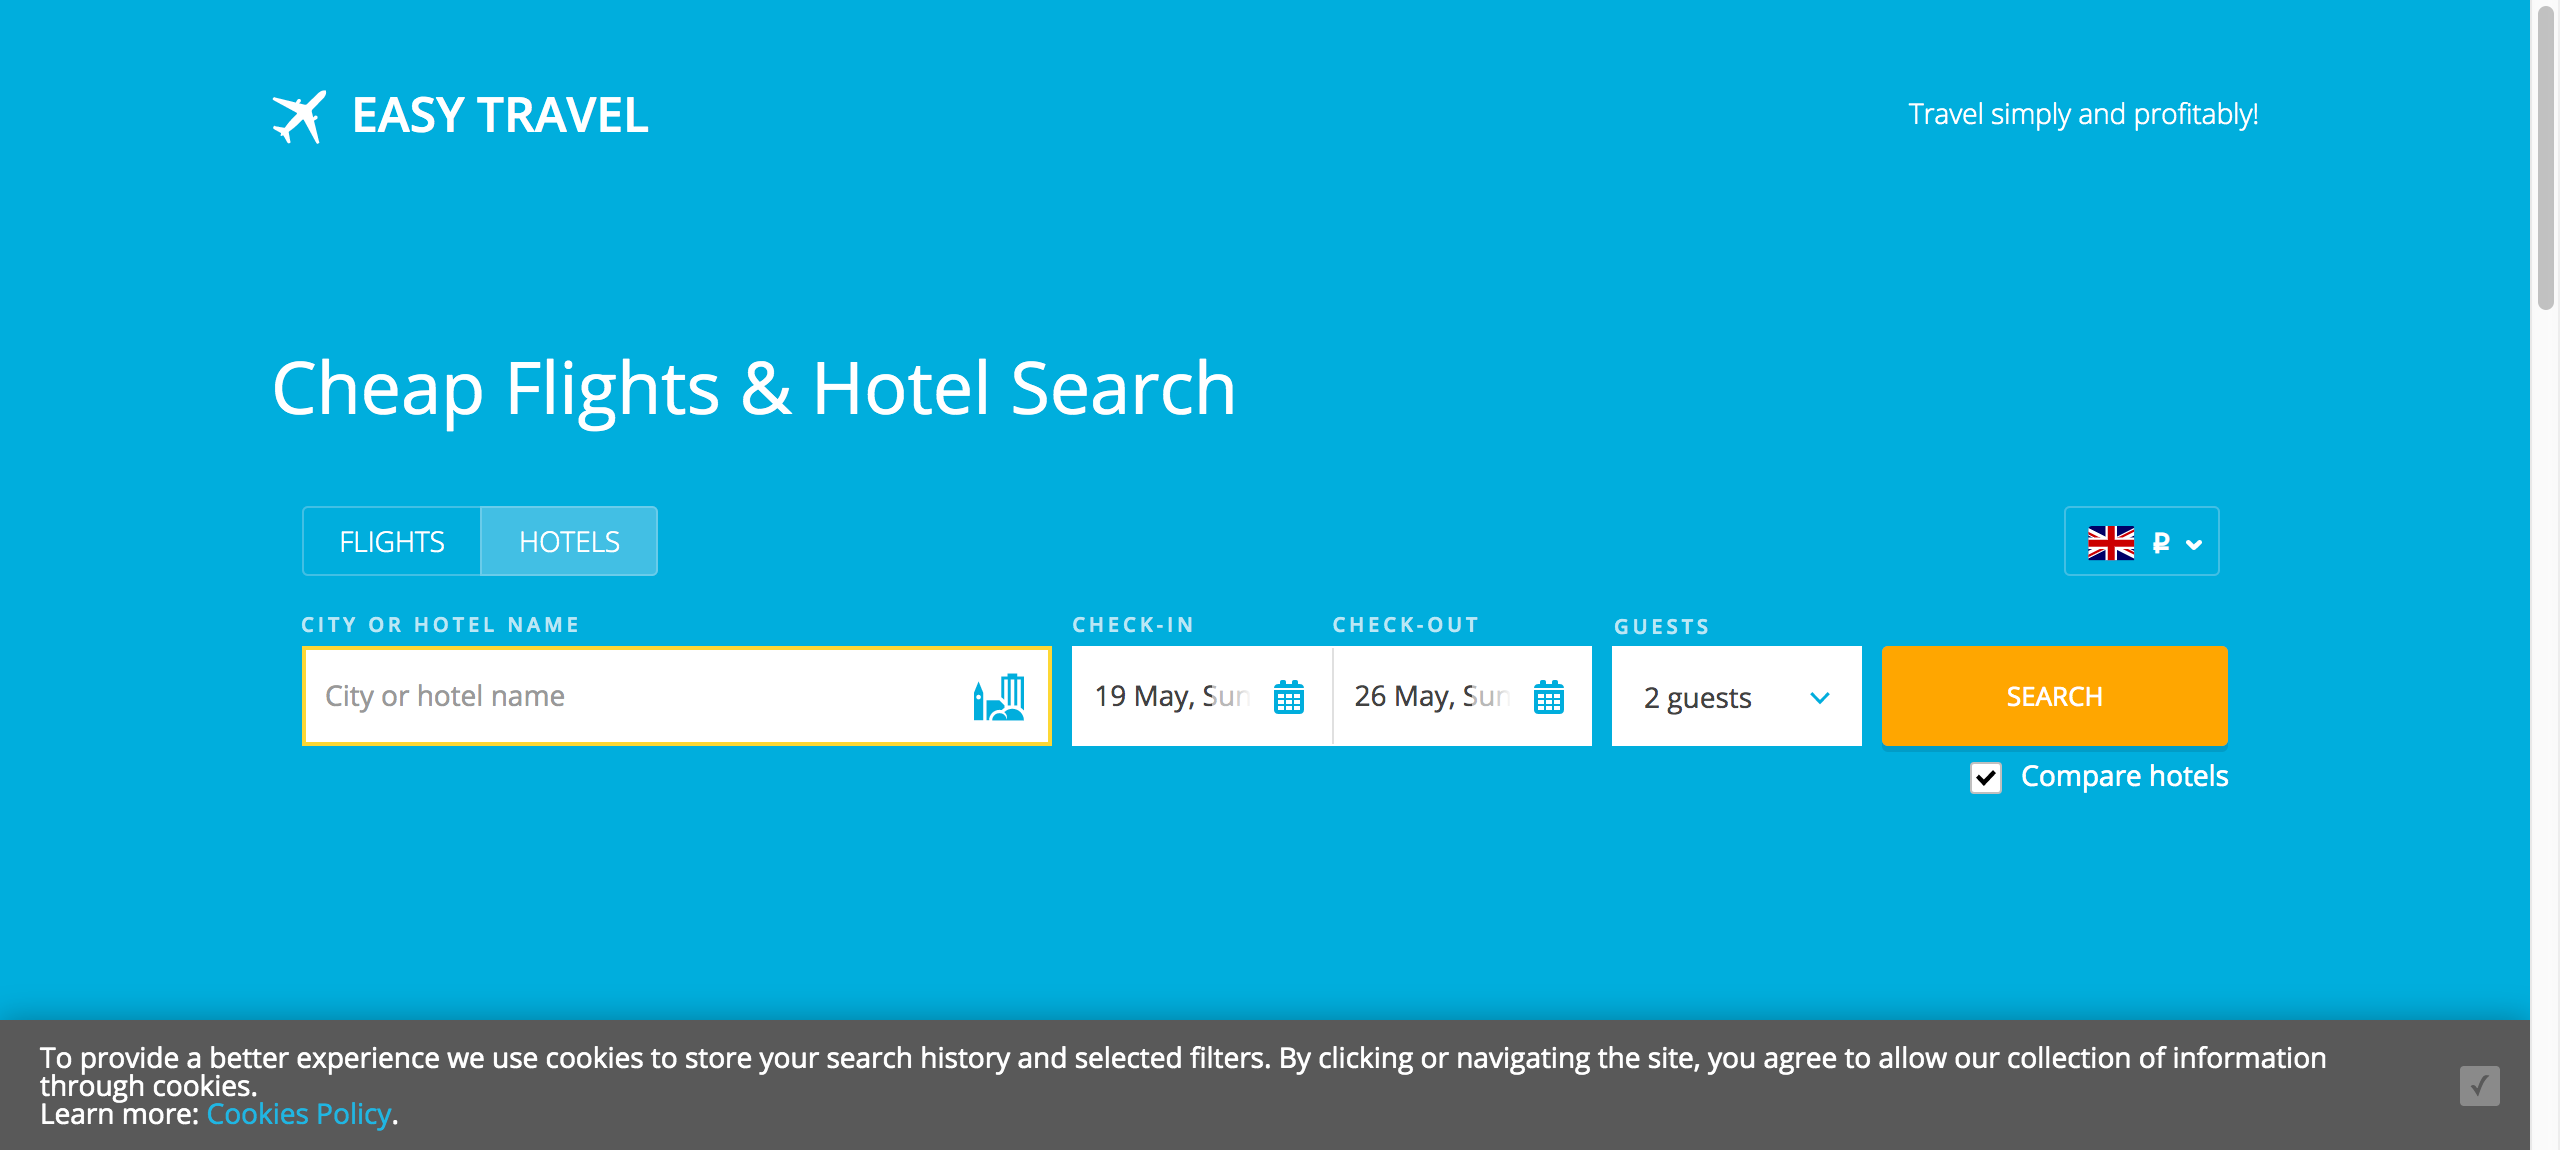 EASY TRAVEL
Travel simply and profitably!
Cheap Flights & Hotel Search
FLIGHTS
HOTELS
₽
CITY OR HOTEL NAME
CHECK-IN
CHECK-OUT
GUESTS
City or hotel name
19 May, Sun
26 May, Sun
2 guests
SEARCH
Compare hotels
To provide a better experience we use cookies to store your search history and selected filters. By clicking or navigating the site, you agree to allow our collection of information
through cookies.
Learn more: Cookies Policy.